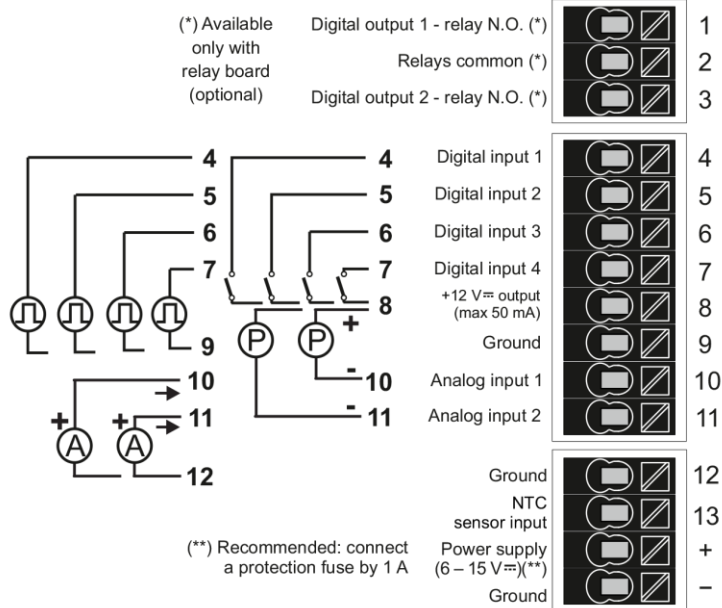 (*) Available
only with
relay board
(optional)
Digital output 1 - relay N.O. (*)
1
Relays common (*)
2
Digital output 2 - relay N.O. (*)
3
4
4
Digital input 1
4
5
5
Digital input 2
5
6
6
Digital input 3
6
7
7
Digital input 4
7
8
+12 V⎓ output
(max 50 mA)
8
9
P
P
+
Ground
9
10
-
10
Analog input 1
10
+
+
11
-
11
Analog input 2
11
A
A
12
Ground
12
NTC
sensor input
13
(**) Recommended: connect
a protection fuse by 1 A
Power supply
(6 – 15 V⎓)(**)
+
Ground
–